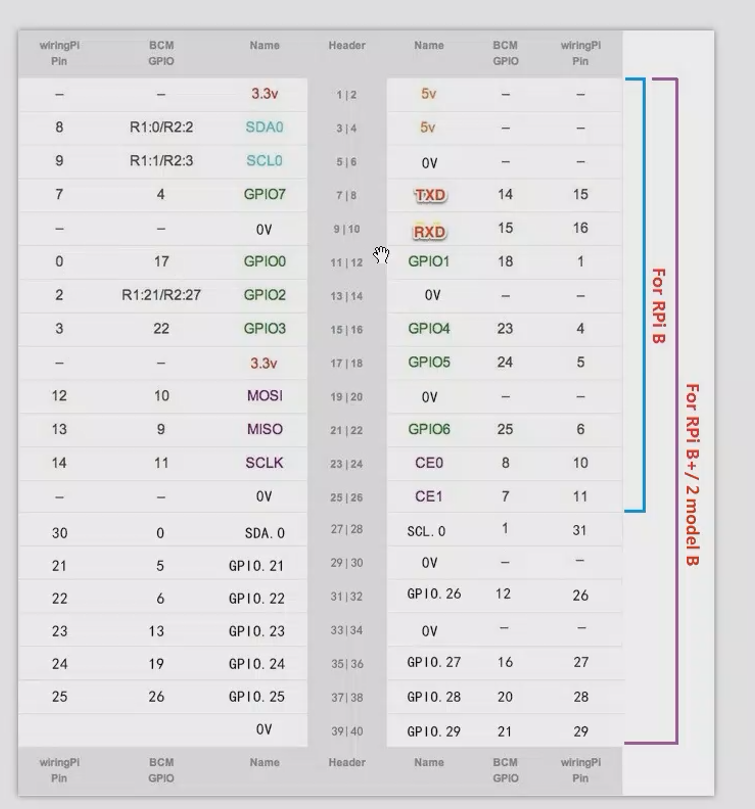 wiringPi Pin BCM GPIO Name Header Name BCM GPIO wiringPi Pin
– – 3.3v 1|2 5v – –
8 R1:0/R2:2 SDA0 3|4 5v – –
9 R1:1/R2:3 SCL0 5|6 0V – –
7 4 GPIO7 7|8 TXD 14 15
– – 0V 9|10 RXD 15 16
0 17 GPIO0 11|12 GPIO1 18 1
2 R1:21/R2:27 GPIO2 13|14 0V – –
3 22 GPIO3 15|16 GPIO4 23 4
– – 3.3v 17|18 GPIO5 24 5
12 10 MOSI 19|20 0V – –
13 9 MISO 21|22 GPIO6 25 6
14 11 SCLK 23|24 CE0 8 10
– – 0V 25|26 CE1 7 11
30 0 SDA.0 27|28 SCL.0 1 31
21 5 GPIO.21 29|30 0V – –
22 6 GPIO.22 31|32 GPIO.26 12 26
23 13 GPIO.23 33|34 0V – –
24 19 GPIO.24 35|36 GPIO.27 16 27
25 26 GPIO.25 37|38 GPIO.28 20 28
0V 39|40 GPIO.29 21 29
wiringPi Pin BCM GPIO Name Header Name BCM GPIO wiringPi Pin
For RPi B
For RPi B+/ 2 model B